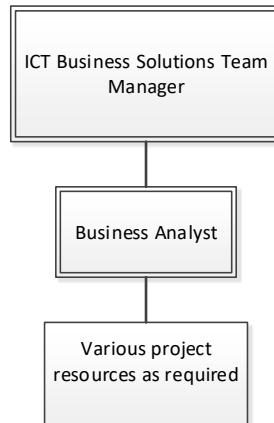 ICT Business Solutions Team
Manager
Business Analyst
Various project
resources as required